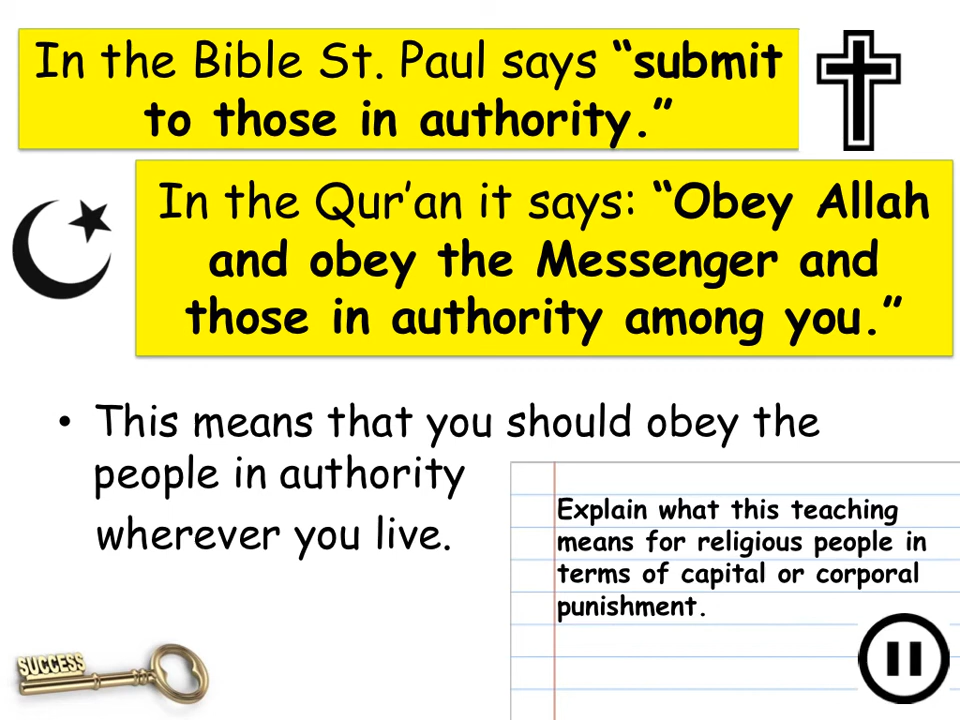 In the Bible St. Paul says “submit
to those in authority.”
In the Qur’an it says: “Obey Allah
and obey the Messenger and
those in authority among you.”
• This means that you should obey the
people in authority
wherever you live.
Explain what this teaching
means for religious people in
terms of capital or corporal
punishment.
SUCCESS